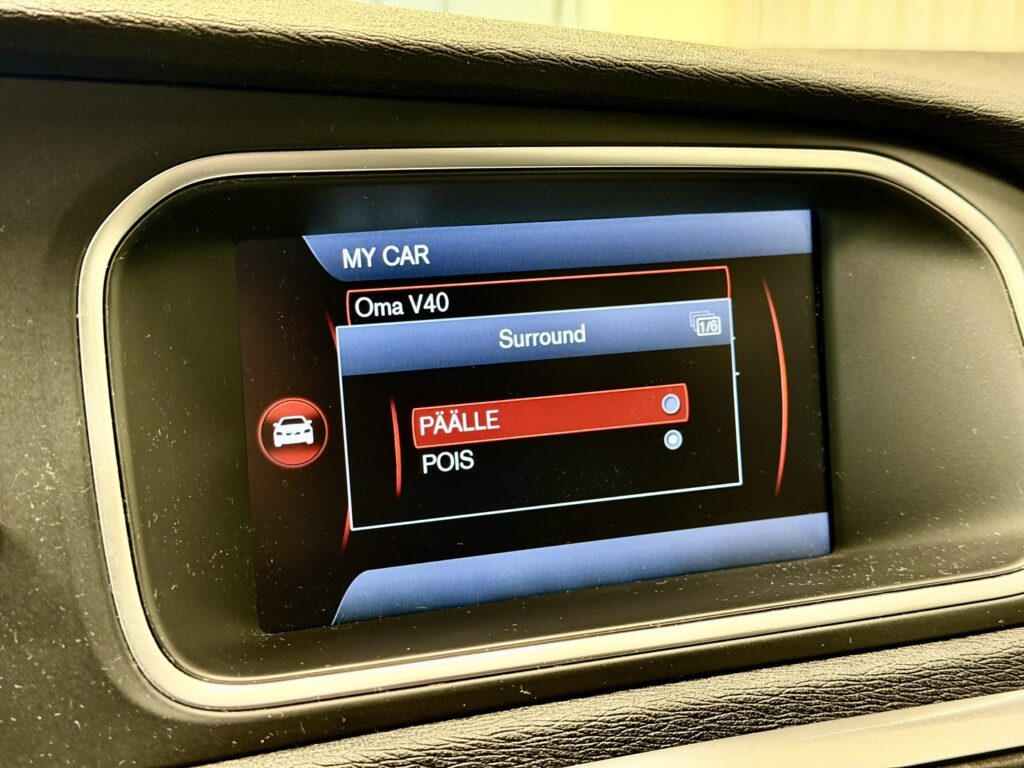 MY CAR
Oma V40
Surround
1/6
PÄÄLLE
POIS